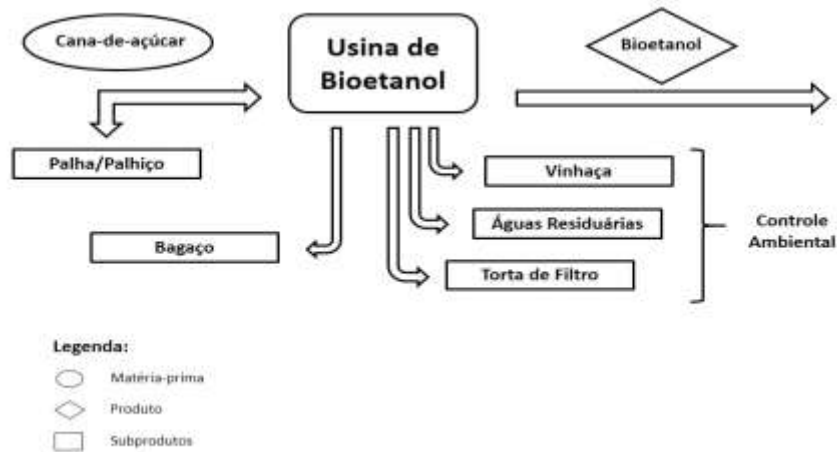 Cana-de-açúcar
Usina de
Bioetanol
Bioetanol
Palha/Palhiço
Vinhaça
Bagaço
Águas Residuárias
Controle
Ambiental
Torta de Filtro
Legenda:
Matéria-prima
Produto
Subprodutos